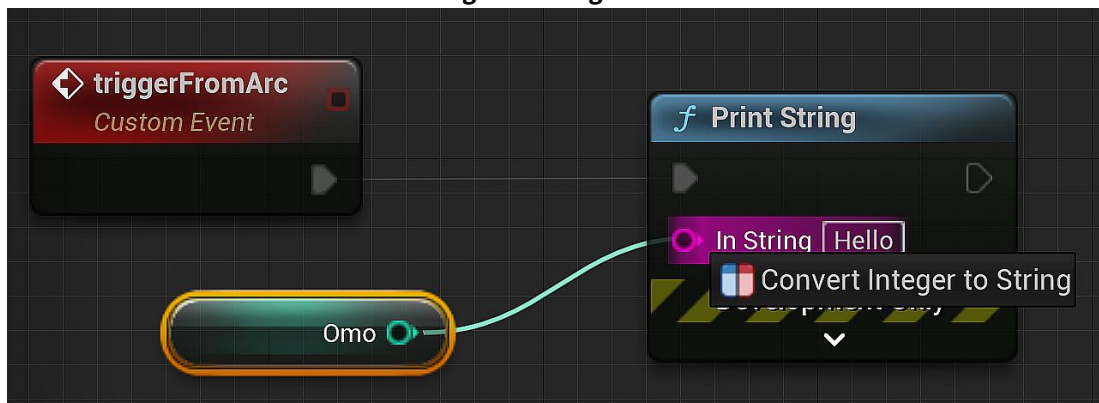 triggerFromArc
Custom Event
Print String
In String Hello
Convert Integer to String
Omo